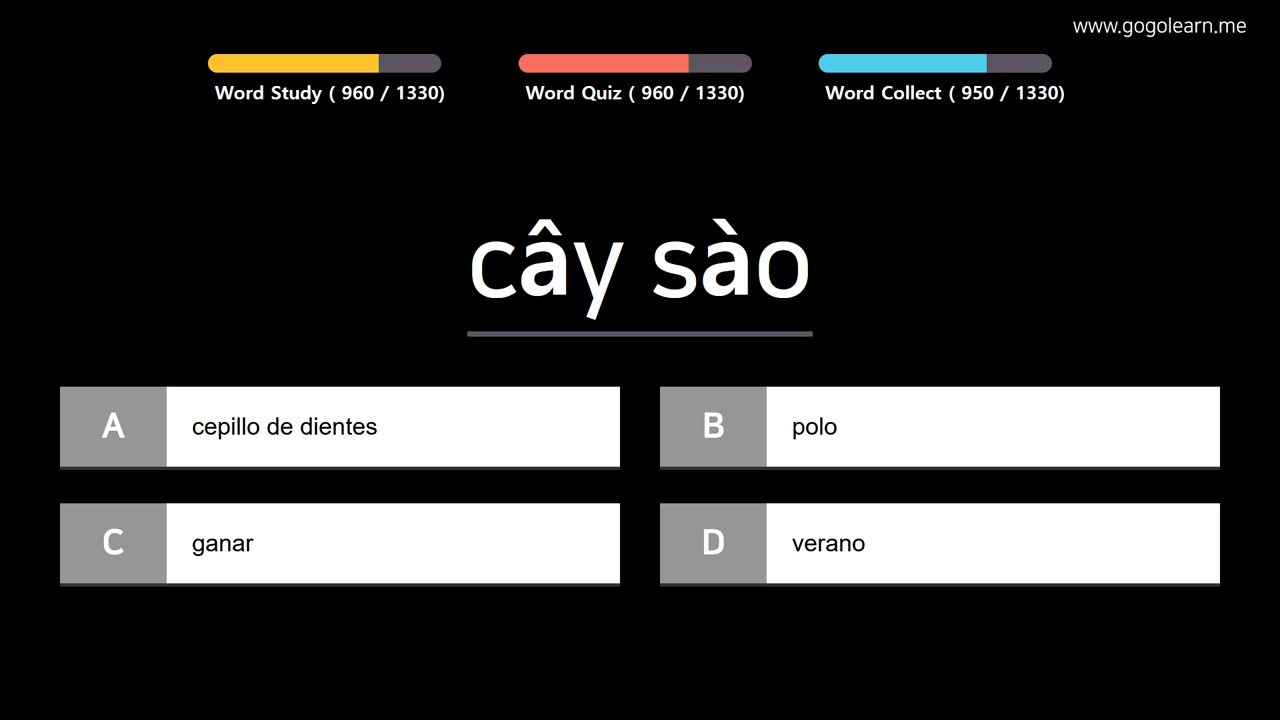 www.gogolearn.me
Word Study ( 960 / 1330)
Word Quiz ( 960 / 1330)
Word Collect ( 950 / 1330)
cây sào
A cepillo de dientes
B polo
C ganar
D verano